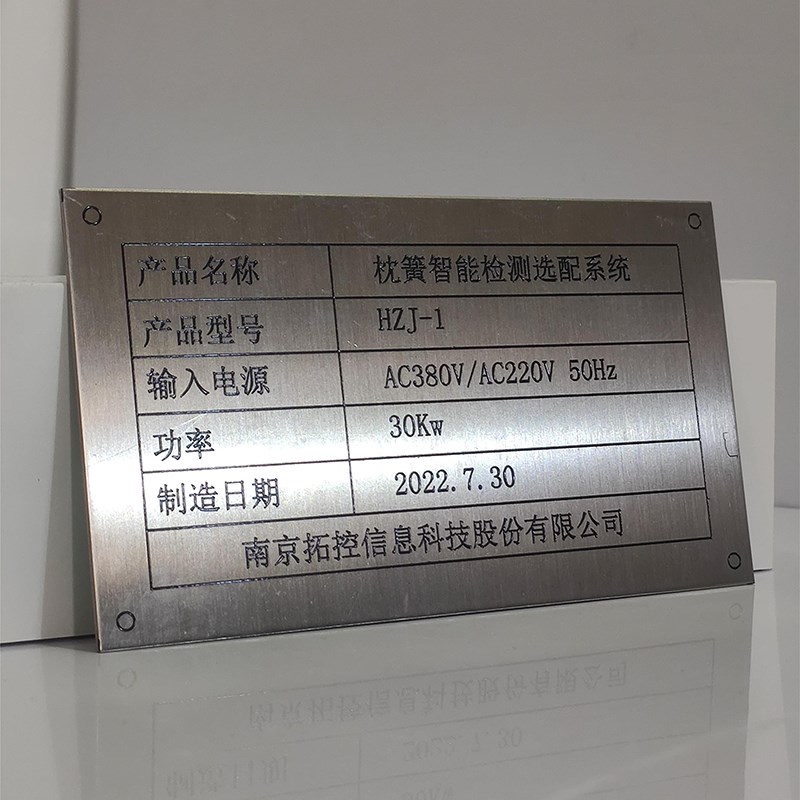 产品名称 枕簧智能检测选配系统
产品型号 HZJ-1
输入电源 AC380V/AC220V 50Hz
功率 30Kw
制造日期 2022.7.30
南京拓控信息科技股份有限公司